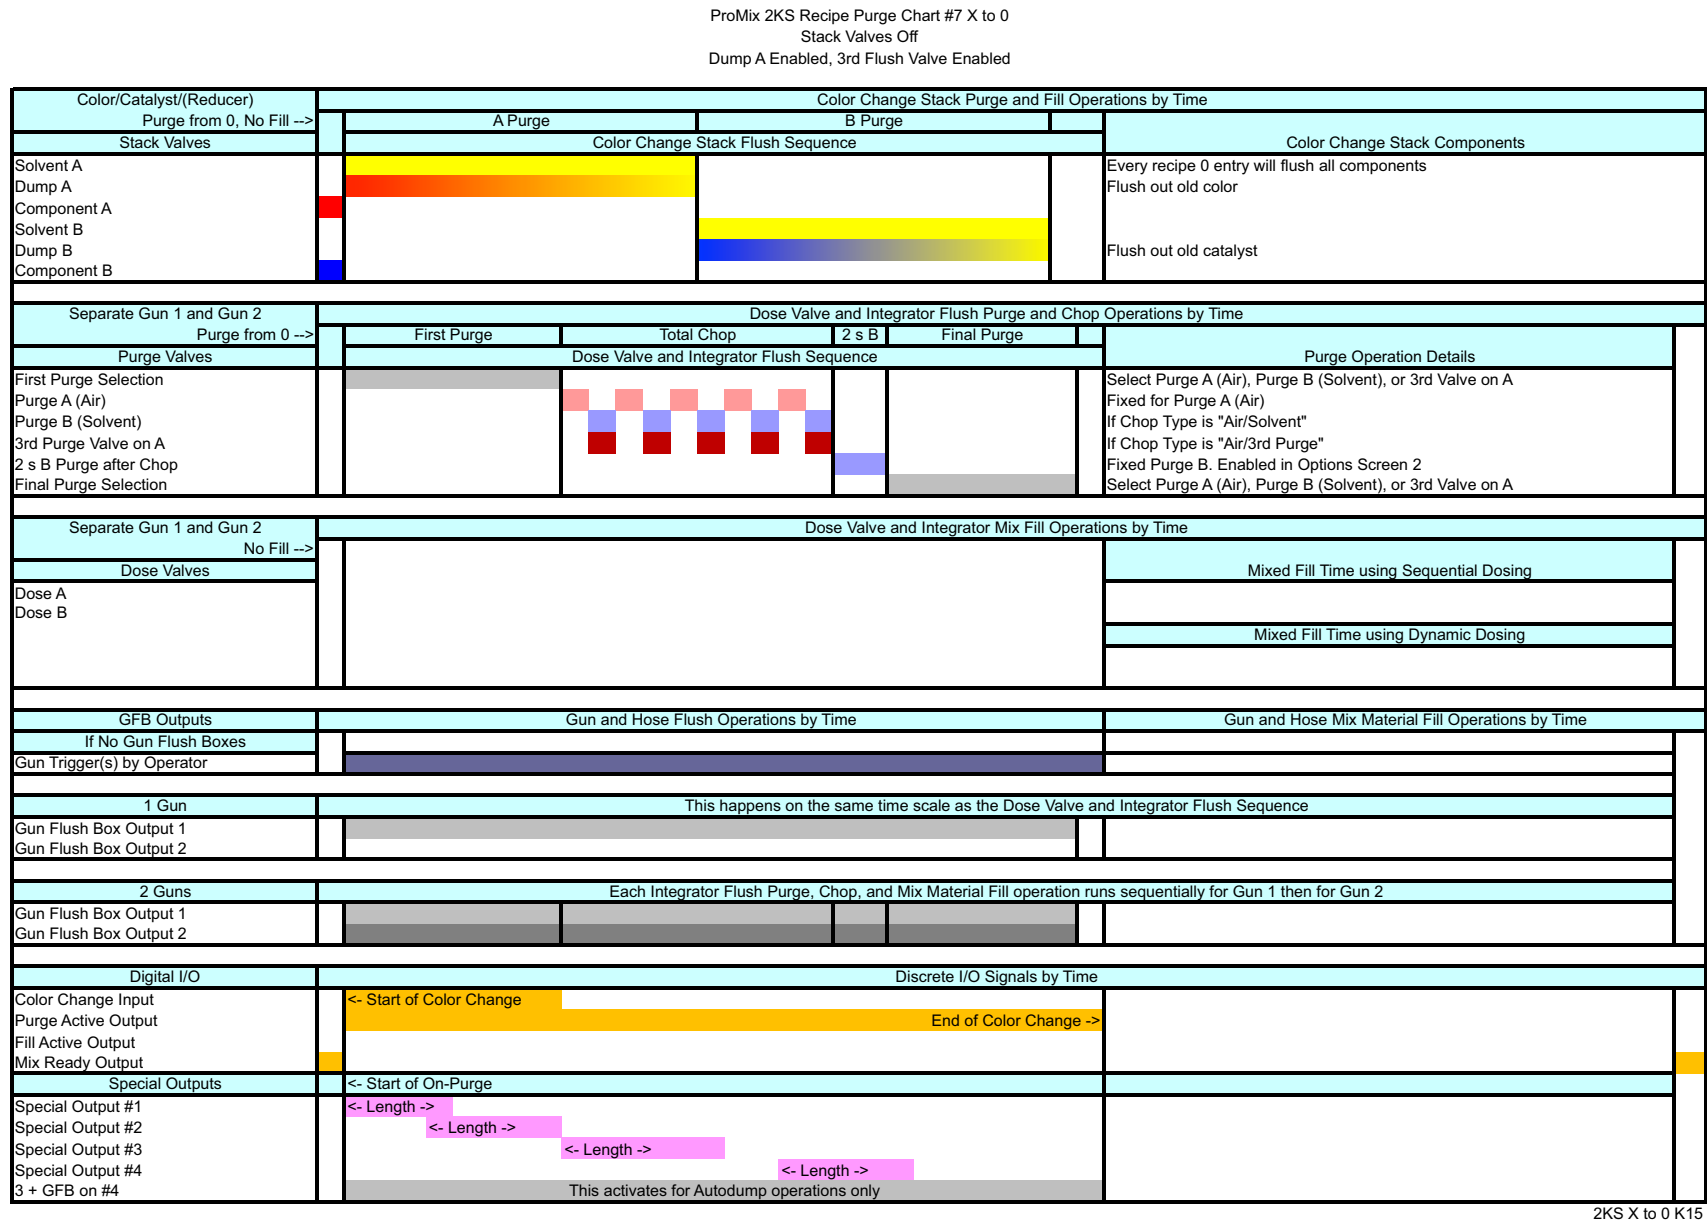 ProMix 2KS Recipe Purge Chart #7 X to 0
Stack Valves Off
Dump A Enabled, 3rd Flush Valve Enabled
Color/Catalyst/(Reducer)
Color Change Stack Purge and Fill Operations by Time
Purge from 0, No Fill -->
A Purge
B Purge
Stack Valves
Color Change Stack Flush Sequence
Color Change Stack Components
Solvent A
Every recipe 0 entry will flush all components
Dump A
Flush out old color
Component A
Solvent B
Dump B
Flush out old catalyst
Component B
Separate Gun 1 and Gun 2
Dose Valve and Integrator Flush Purge and Chop Operations by Time
Purge from 0 -->
First Purge
Total Chop
2 s B
Final Purge
Purge Valves
Dose Valve and Integrator Flush Sequence
Purge Operation Details
First Purge Selection
Select Purge A (Air), Purge B (Solvent), or 3rd Valve on A
Purge A (Air)
Fixed for Purge A (Air)
Purge B (Solvent)
If Chop Type is "Air/Solvent"
3rd Purge Valve on A
If Chop Type is "Air/3rd Purge"
2 s B Purge after Chop
Fixed Purge B. Enabled in Options Screen 2
Final Purge Selection
Select Purge A (Air), Purge B (Solvent), or 3rd Valve on A
Separate Gun 1 and Gun 2
Dose Valve and Integrator Mix Fill Operations by Time
No Fill -->
Dose Valves
Mixed Fill Time using Sequential Dosing
Dose A
Dose B
Mixed Fill Time using Dynamic Dosing
GFB Outputs
Gun and Hose Flush Operations by Time
Gun and Hose Mix Material Fill Operations by Time
If No Gun Flush Boxes
Gun Trigger(s) by Operator
1 Gun
This happens on the same time scale as the Dose Valve and Integrator Flush Sequence
Gun Flush Box Output 1
Gun Flush Box Output 2
2 Guns
Each Integrator Flush Purge, Chop, and Mix Material Fill operation runs sequentially for Gun 1 then for Gun 2
Gun Flush Box Output 1
Gun Flush Box Output 2
Digital I/O
Discrete I/O Signals by Time
Color Change Input
<- Start of Color Change
Purge Active Output
End of Color Change ->
Fill Active Output
Mix Ready Output
Special Outputs
<- Start of On-Purge
Special Output #1
<- Length ->
Special Output #2
<- Length ->
Special Output #3
<- Length ->
Special Output #4
<- Length ->
3 + GFB on #4
This activates for Autodump operations only
2KS X to 0 K15